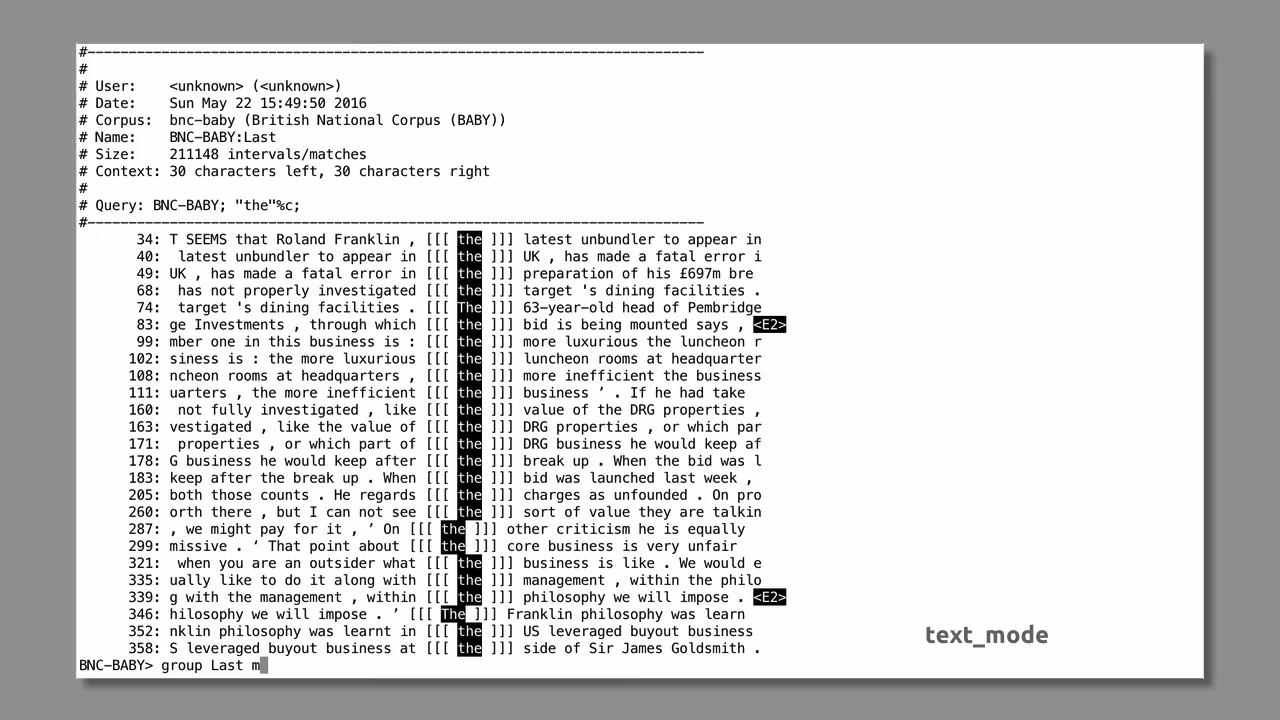 #---------------------------------------------------------------------------
#
# User:    <unknown> (<unknown>)
# Date:    Sun May 22 15:49:50 2016
# Corpus:  bnc-baby (British National Corpus (BABY))
# Name:    BNC-BABY:Last
# Size:    211148 intervals/matches
# Context: 30 characters left, 30 characters right
#
# Query: BNC-BABY; "the"%c;
#---------------------------------------------------------------------------
34: T SEEMS that Roland Franklin , [[[ the ]]] latest unbundler to appear in
40:  latest unbundler to appear in [[[ the ]]] UK , has made a fatal error i
49: UK , has made a fatal error in [[[ the ]]] preparation of his £697m bre
68:  has not properly investigated [[[ the ]]] target 's dining facilities .
74:  target 's dining facilities . [[[ The ]]] 63-year-old head of Pembridge
83: ge Investments , through which [[[ the ]]] bid is being mounted says , <E2>
99: mber one in this business is : [[[ the ]]] more luxurious the luncheon r
102: siness is : the more luxurious [[[ the ]]] luncheon rooms at headquarter
108: ncheon rooms at headquarters , [[[ the ]]] more inefficient the business
111: uarters , the more inefficient [[[ the ]]] business ’ . If he had take
160:  not fully investigated , like [[[ the ]]] value of the DRG properties ,
163: vestigated , like the value of [[[ the ]]] DRG properties , or which par
171:  properties , or which part of [[[ the ]]] DRG business he would keep af
178: G business he would keep after [[[ the ]]] break up . When the bid was l
183: keep after the break up . When [[[ the ]]] bid was launched last week ,
205: both those counts . He regards [[[ the ]]] charges as unfounded . On pro
260: orth there , but I can not see [[[ the ]]] sort of value they are talkin
287: , we might pay for it , ’ On [[[ the ]]] other criticism he is equally
299: missive . ‘ That point about [[[ the ]]] core business is very unfair
321:  when you are an outsider what [[[ the ]]] business is like . We would e
335: ually like to do it along with [[[ the ]]] management , within the philo
339: g with the management , within [[[ the ]]] philosophy we will impose . <E2>
346: hilosophy we will impose . ’ [[[ The ]]] Franklin philosophy was learn
352: nklin philosophy was learnt in [[[ the ]]] US leveraged buyout business
358: S leveraged buyout business at [[[ the ]]] side of Sir James Goldsmith .
BNC-BABY> group Last m
text_mode